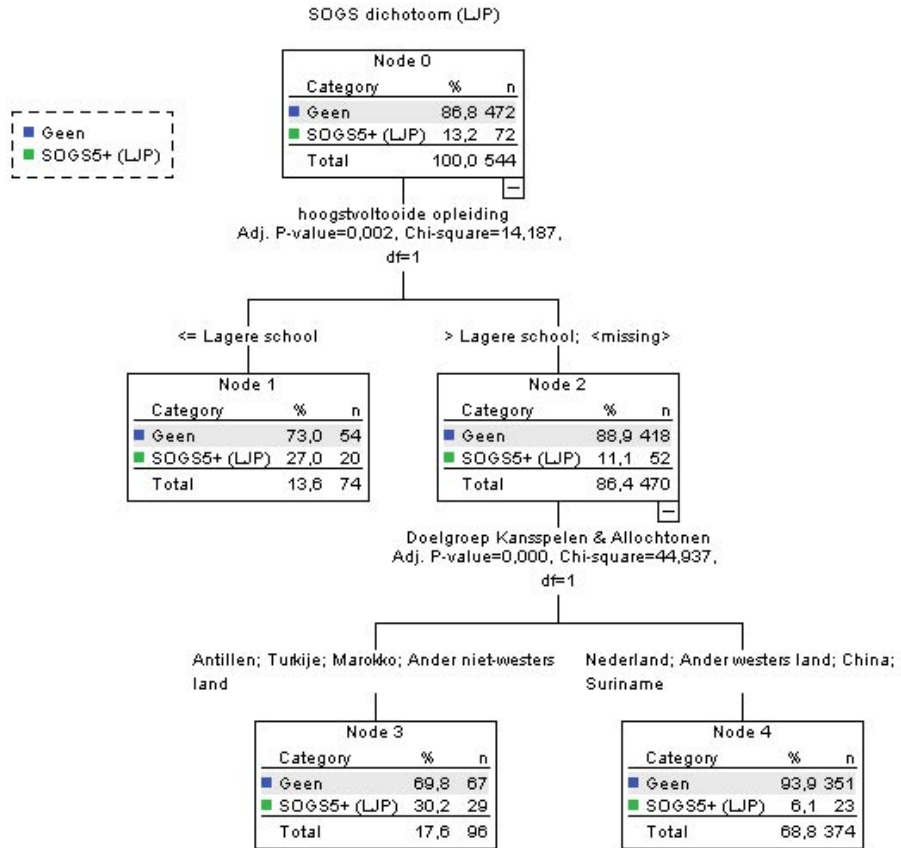 SOGS dichotoom (LJP)
Geen
SOGS5+ (LJP)
Node 0
Category % n
Geen 86,8 472
SOGS5+ (LJP) 13,2 72
Total 100,0 544
hoogstvoltooide opleiding
Adj. P-value=0,002, Chi-square=14,187,
df=1
<= Lagere school
> Lagere school; <missing>
Node 1
Category % n
Geen 73,0 54
SOGS5+ (LJP) 27,0 20
Total 13,6 74
Node 2
Category % n
Geen 88,9 418
SOGS5+ (LJP) 11,1 52
Total 86,4 470
Doelgroep Kansspelen & Allochtonen
Adj. P-value=0,000, Chi-square=44,937,
df=1
Antillen; Turkije; Marokko; Ander niet-westers
land
Nederland; Ander westers land; China;
Suriname
Node 3
Category % n
Geen 69,8 67
SOGS5+ (LJP) 30,2 29
Total 17,6 96
Node 4
Category % n
Geen 93,9 351
SOGS5+ (LJP) 6,1 23
Total 68,8 374